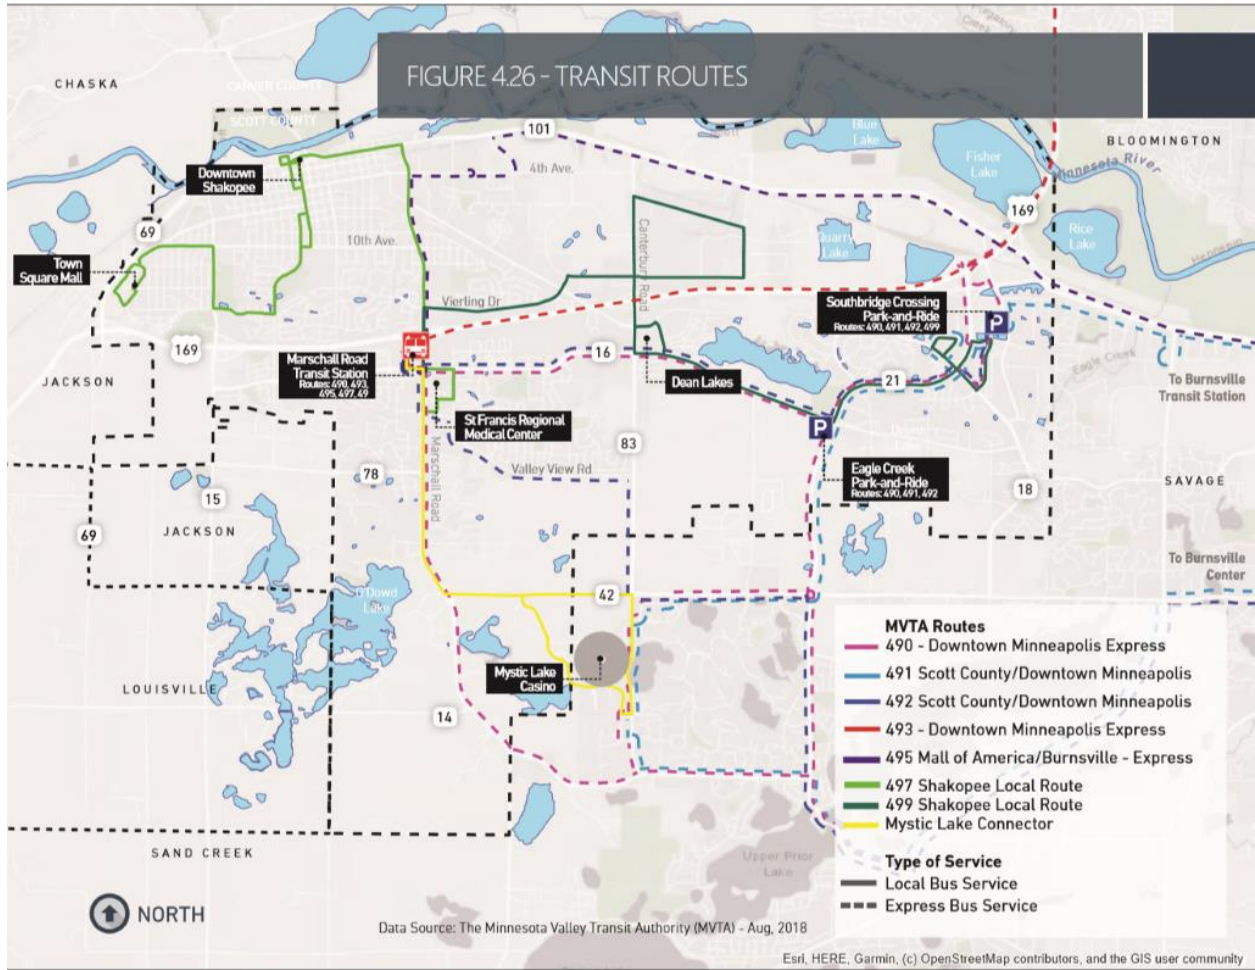 FIGURE 4.26 - TRANSIT ROUTES
CHASKA
CARVER COUNTY
SCOTT COUNTY
101
Blue
Lake
BLOOMINGTON
Fisher
Lake
Minnesota River
Downtown
Shakopee
4th Ave.
69
169
Rice
Lake
10th Ave.
Canterbury Road
Quarry
Lake
Town
Square Mall
Vierling Dr
Southbridge Crossing
Park-and-Ride
Routes: 490, 491, 492, 499
P
169
16
Marschall Road
Transit Station
Routes: 490, 493,
495, 497, 49
Eagle Creek
JACKSON
Dean Lakes
21
To Burnsville
Transit Station
St Francis Regional
Medical Center
P
83
Marschall Road
Valley View Rd
78
Eagle Creek
Park-and-Ride
Routes: 490, 491, 492
SAVAGE
15
18
JACKSON
69
To Burnsville
Center
O'Dowd
Lake
42
Mystic Lake
Casino
LOUISVILLE
14
MVTA Routes
490 - Downtown Minneapolis Express
491 Scott County/Downtown Minneapolis
492 Scott County/Downtown Minneapolis
493 - Downtown Minneapolis Express
495 Mall of America/Burnsville - Express
497 Shakopee Local Route
499 Shakopee Local Route
Mystic Lake Connector
Type of Service
Local Bus Service
Express Bus Service
SAND CREEK
Upper Prior
Lake
NORTH
Data Source: The Minnesota Valley Transit Authority (MVTA) - Aug, 2018
Esri, HERE, Garmin, (c) OpenStreetMap contributors, and the GIS user community